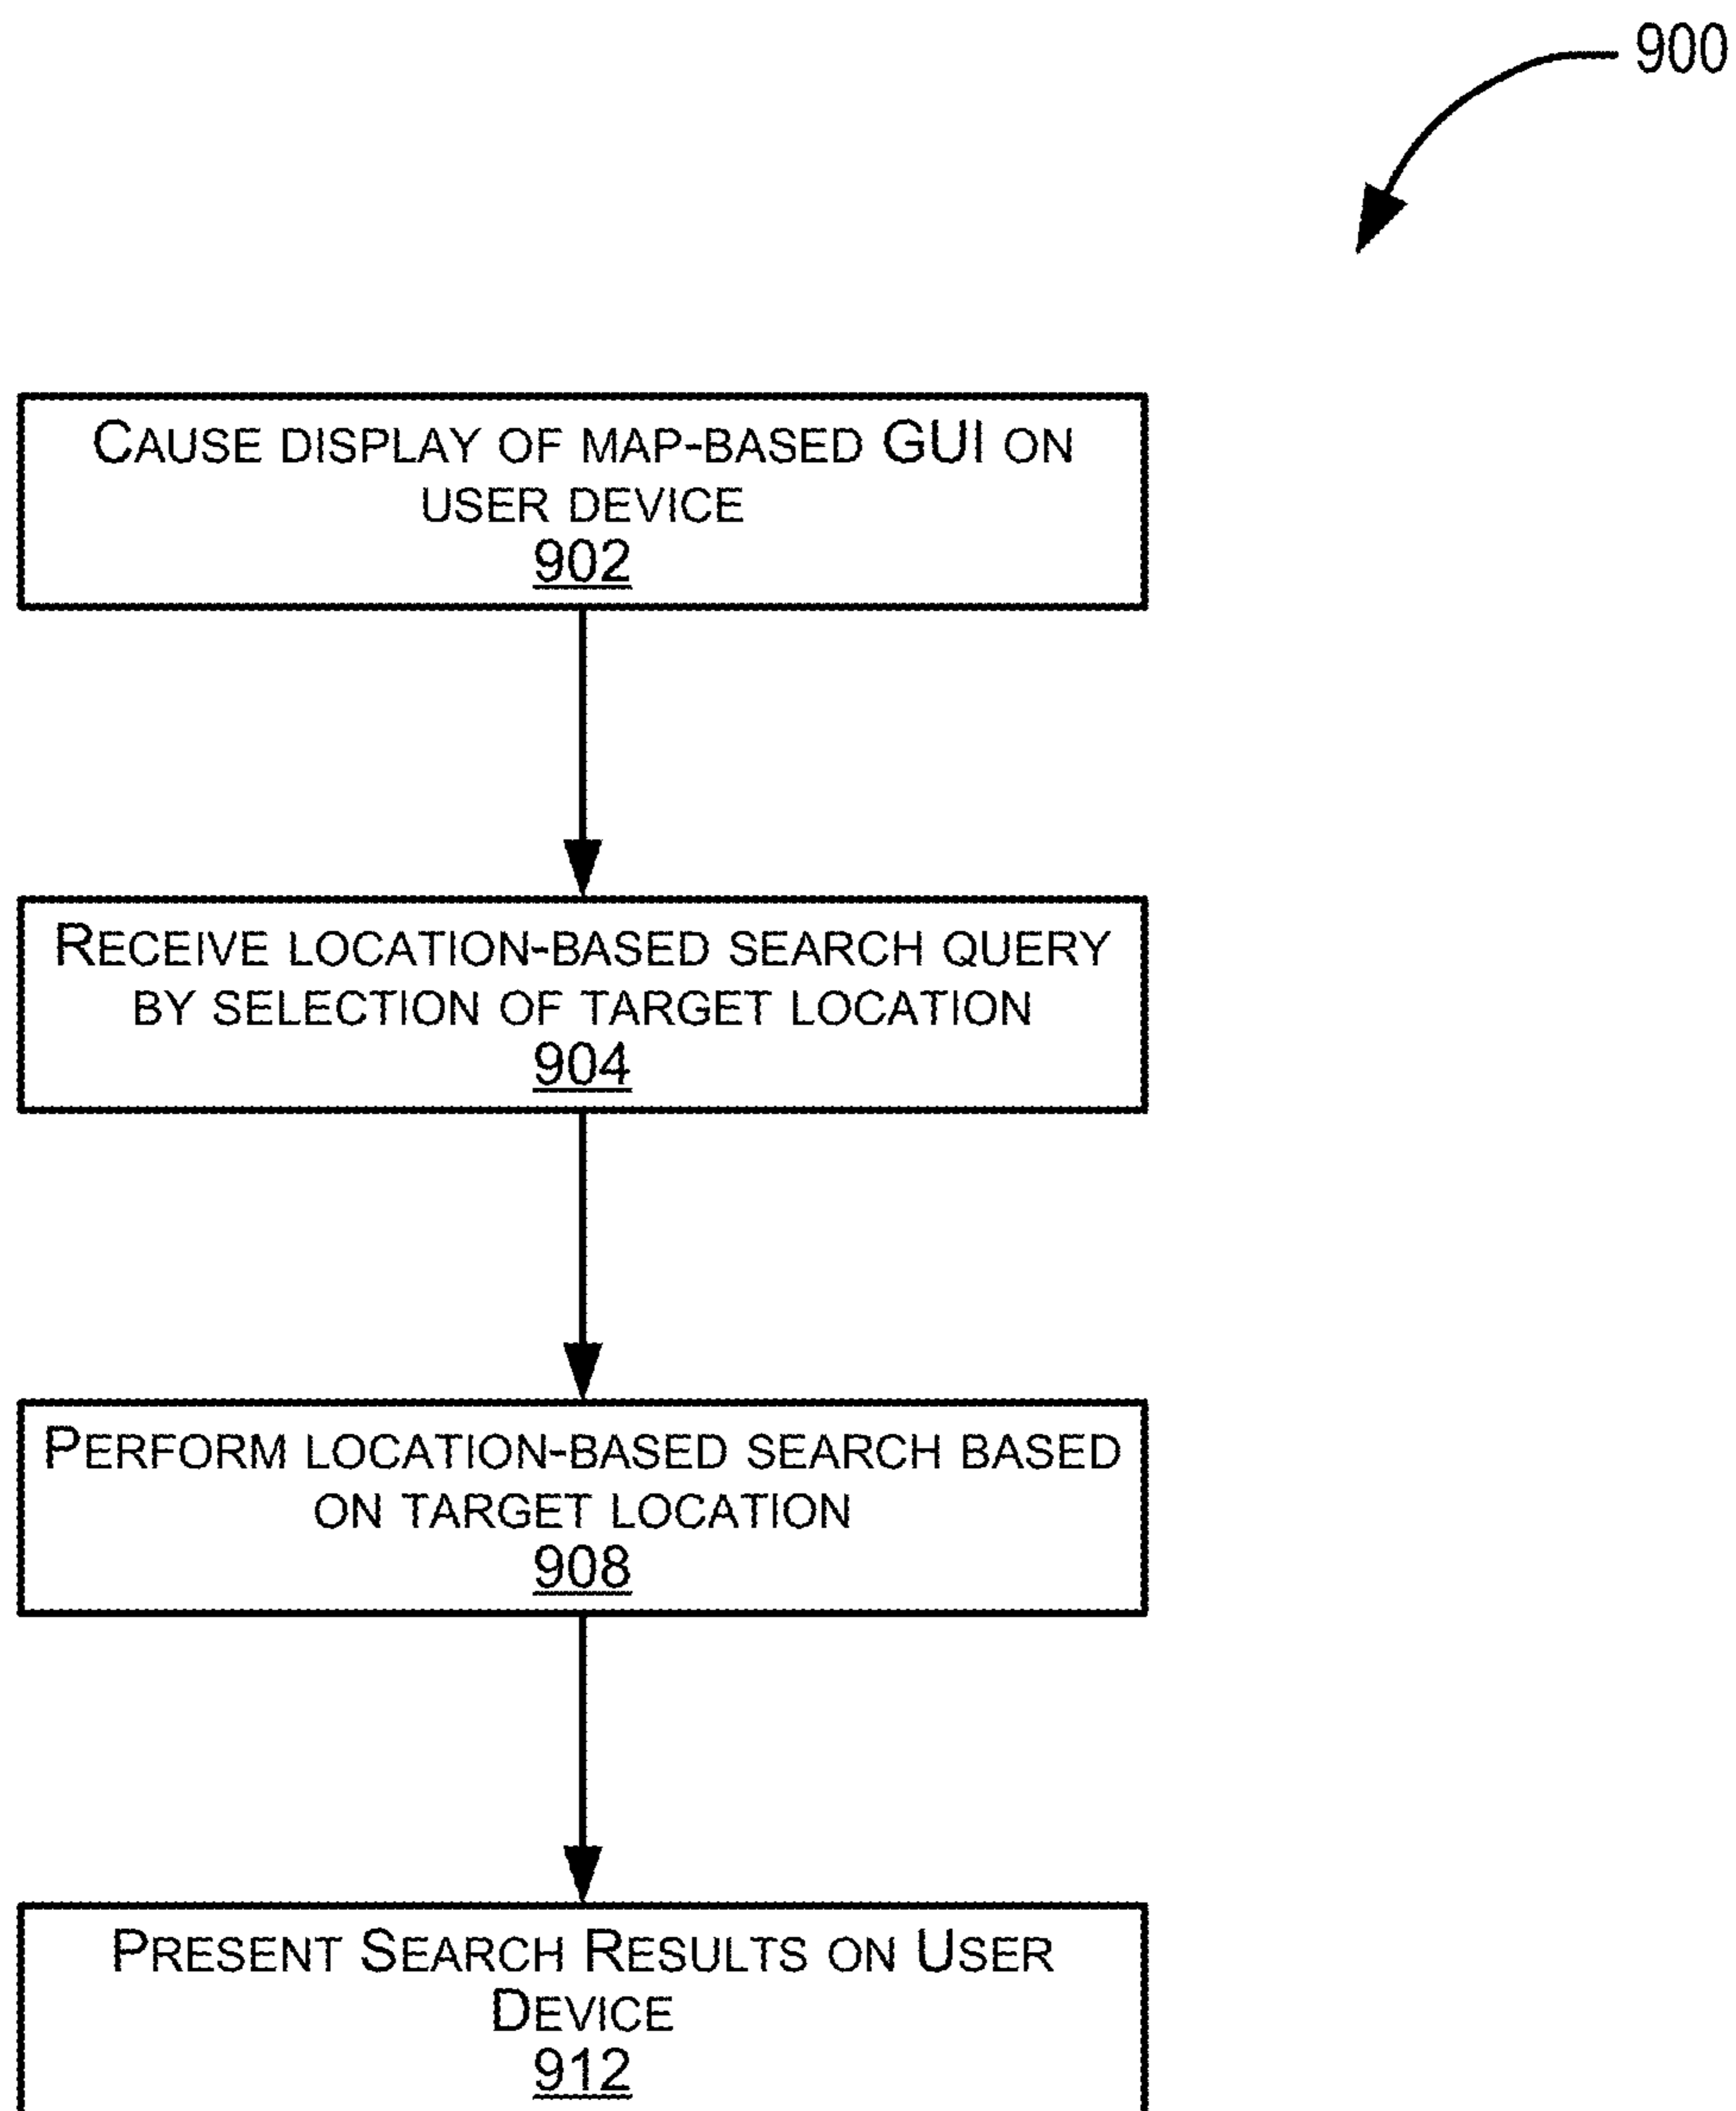 900
CAUSE DISPLAY OF MAP-BASED GUI ON
USER DEVICE
902
RECEIVE LOCATION-BASED SEARCH QUERY
BY SELECTION OF TARGET LOCATION
904
PERFORM LOCATION-BASED SEARCH BASED
ON TARGET LOCATION
908
PRESENT SEARCH RESULTS ON USER
DEVICE
912